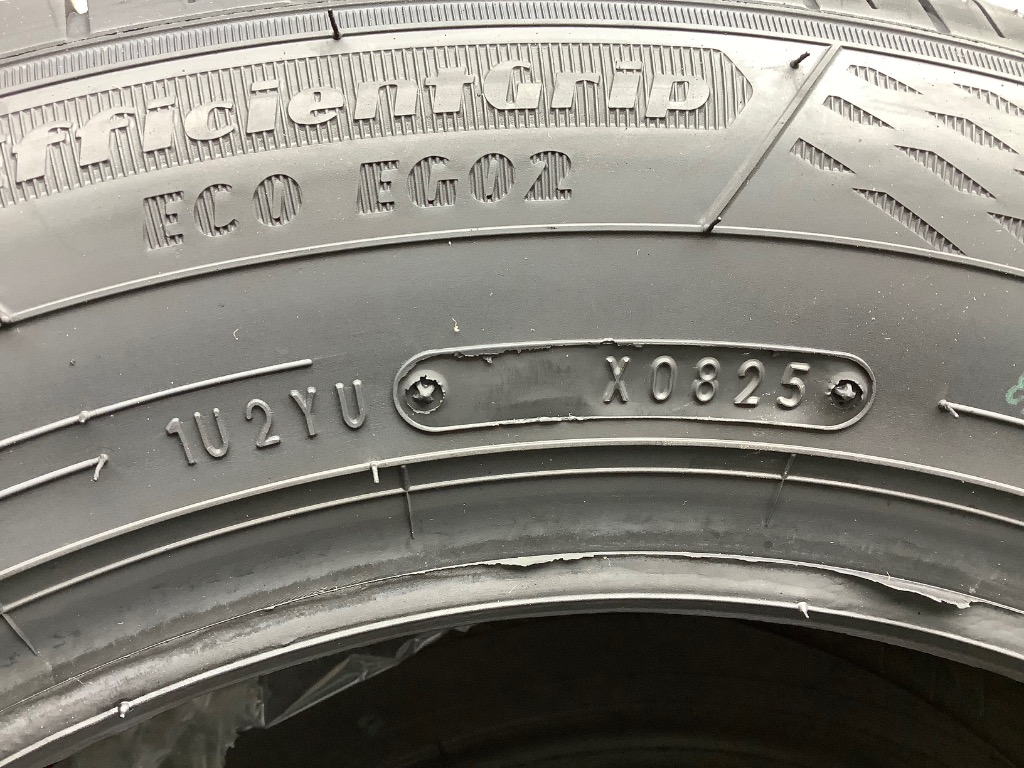 fficientGrip
ECO EG02
1U2YU X0825